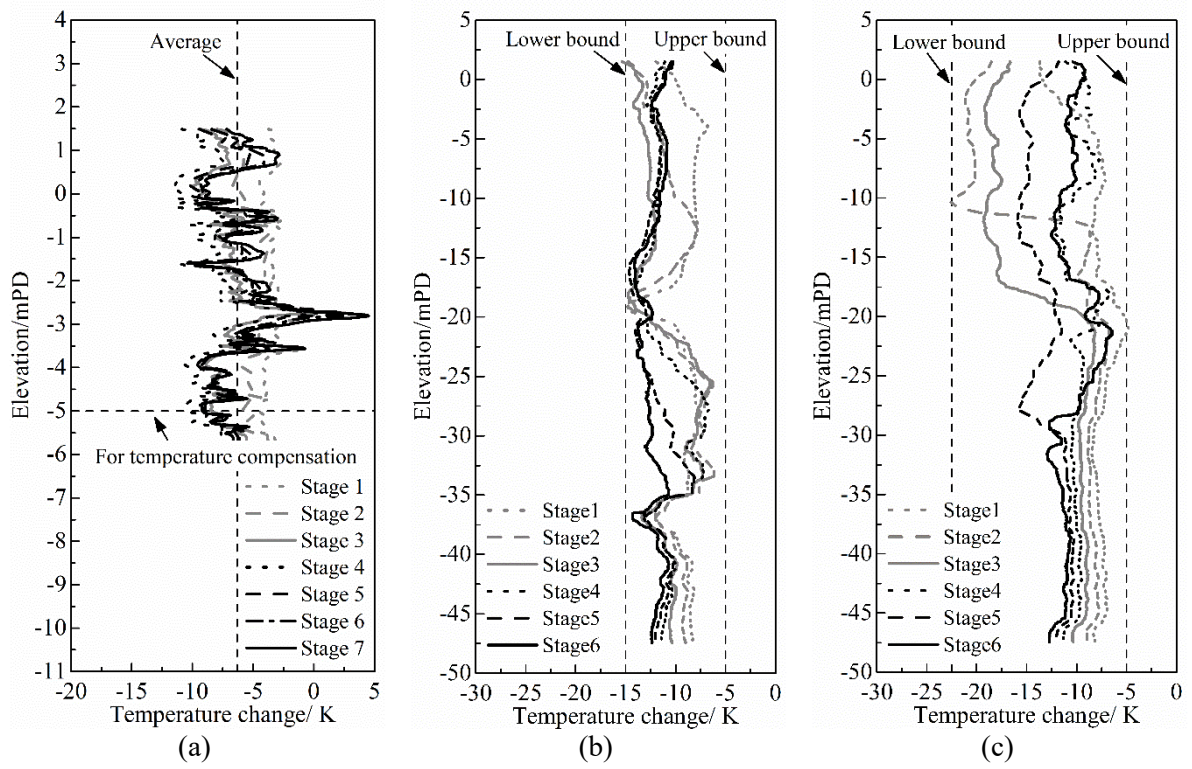 4
3
2
1
0
-1
-2
-3
-4
-5
-6
-7
-8
-9
-10
-11
Elevation/mPD
Average
For temperature compensation
Stage 1
Stage 2
Stage 3
Stage 4
Stage 5
Stage 6
Stage 7
-20 -15 -10 -5 0 5
Temperature change/ K
(a)
5
0
-5
-10
-15
-20
-25
-30
-35
-40
-45
-50
Elevation/mPD
Lower bound
Upper bound
Stage1
Stage2
Stage3
Stage4
Stage5
Stage6
-30 -25 -20 -15 -10 -5 0
Temperature change/ K
(b)
5
0
-5
-10
-15
-20
-25
-30
-35
-40
-45
-50
Elevation/mPD
Lower bound
Upper bound
Stage1
Stage2
Stage3
Stage4
Stage5
Stage6
-30 -25 -20 -15 -10 -5 0
Temperature change/ K
(c)